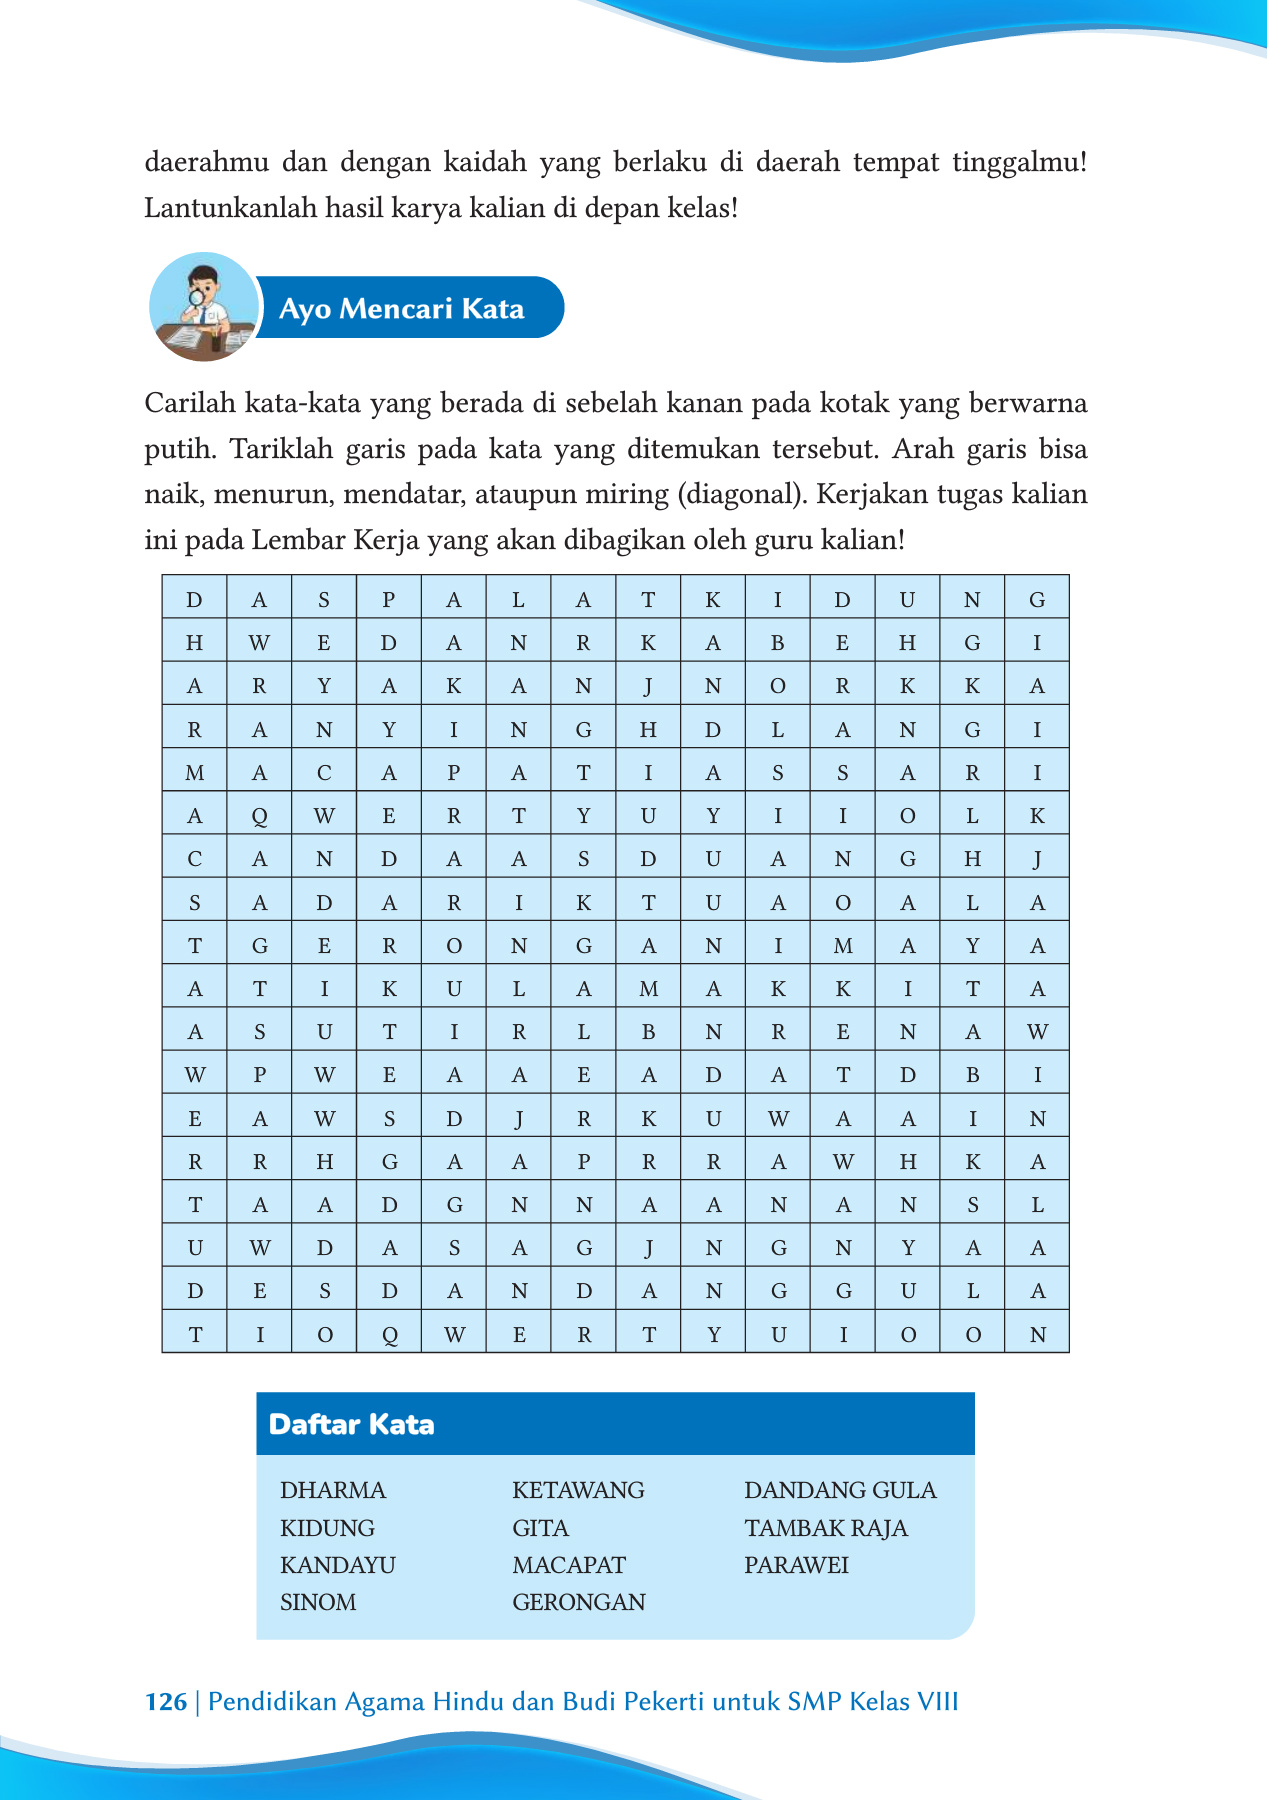 daerahmu dan dengan kaidah yang berlaku di daerah tempat tinggalmu!
Lantunkanlah hasil karya kalian di depan kelas!
Ayo Mencari Kata
Carilah kata-kata yang berada di sebelah kanan pada kotak yang berwarna
putih. Tariklah garis pada kata yang ditemukan tersebut. Arah garis bisa
naik, menurun, mendatar, ataupun miring (diagonal). Kerjakan tugas kalian
ini pada Lembar Kerja yang akan dibagikan oleh guru kalian!
D A S P A L A T K I D U N G
H W E D A N R K A B E H G I
A R Y A K A N J N O R K K A
R A N Y I N G H D L A N G I
M A C A P A T I A S S A R I
A Q W E R T Y U Y I I O L K
C A N D A A S D U A N G H J
S A D A R I K T U A O A L A
T G E R O N G A N I M A Y A
A T I K U L A M A K K I T A
A S U T I R L B N R E N A W
W P W E A A E A D A T D B I
E A W S D J R K U W A A I N
R R H G A A P R R A W H K A
T A A D G N N A A N A N S L
U W D A S A G J N G N Y A A
D E S D A N D A N G G U L A
T I O Q W E R T Y U I O O N
Daftar Kata
DHARMA KETAWANG DANDANG GULA
KIDUNG GITA TAMBAK RAJA
KANDAYU MACAPAT PARAWEI
SINOM GERONGAN
126 | Pendidikan Agama Hindu dan Budi Pekerti untuk SMP Kelas VIII